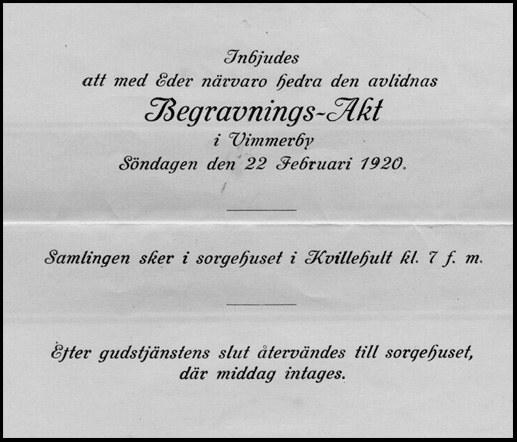 Inbjudes
att med Eder närvaro hedra den avlidnas
Begravnings-Akt
i Vimmerby
Söndagen den 22 Februari 1920.
Samlingen sker i sorgehuset i Kvillehult kl. 7 f. m.
Efter gudstjänstens slut återvändes till sorgehuset,
där middag intages.